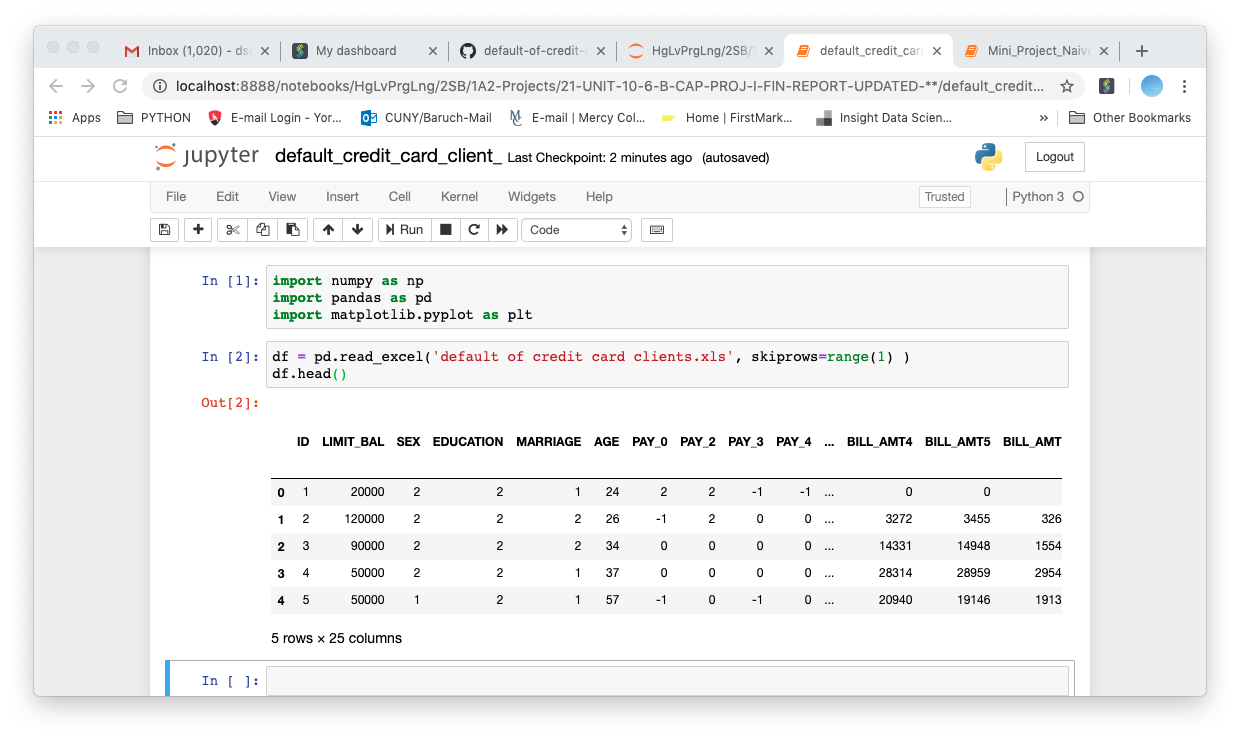 Inbox (1,020) - ds
My dashboard
default-of-credit-
HgLvPrgLng/2SB/
default_credit_car
Mini_Project_Naive
localhost:8888/notebooks/HgLvPrgLng/2SB/1A2-Projects/21-UNIT-10-6-B-CAP-PROJ-I-FIN-REPORT-UPDATED-**/default_credit...
Apps PYTHON E-mail Login - Yor... CUNY/Baruch-Mail E-mail | Mercy Col... Home | FirstMark... Insight Data Scien... » Other Bookmarks
jupyter default_credit_card_client_ Last Checkpoint: 2 minutes ago (autosaved) Logout
File Edit View Insert Cell Kernel Widgets Help Trusted Python 3
Run Code
In [1]: import numpy as np
import pandas as pd
import matplotlib.pyplot as plt
In [2]: df = pd.read_excel('default of credit card clients.xls', skiprows=range(1) )
df.head()
Out[2]:
ID LIMIT_BAL SEX EDUCATION MARRIAGE AGE PAY_0 PAY_2 PAY_3 PAY_4 ... BILL_AMT4 BILL_AMT5 BILL_AMT
0 1 20000 2 2 1 24 2 2 -1 -1 ... 0 0
1 2 120000 2 2 2 26 -1 2 0 0 ... 3272 3455 326
2 3 90000 2 2 2 34 0 0 0 0 ... 14331 14948 1554
3 4 50000 2 2 1 37 0 0 0 0 ... 28314 28959 2954
4 5 50000 1 2 1 57 -1 0 -1 0 ... 20940 19146 1913
5 rows × 25 columns
In [ ]: